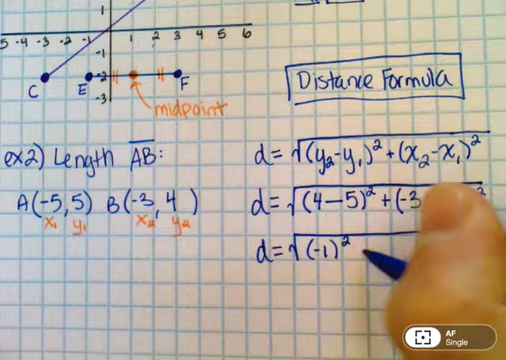 1
-5 -4 -3 -2 -1 1 2 3 4 5 6
-1
-2
-3
C E F
midpoint
Distance Formula
ex2) Length AB:
d=√(y₂-y₁)²+(x₂-x₁)²
A(-5,5) B(-3,4)
x₁ y₁ x₂ y₂
d=√(4-5)²+(-3
d=√(-1)²
AF
Single